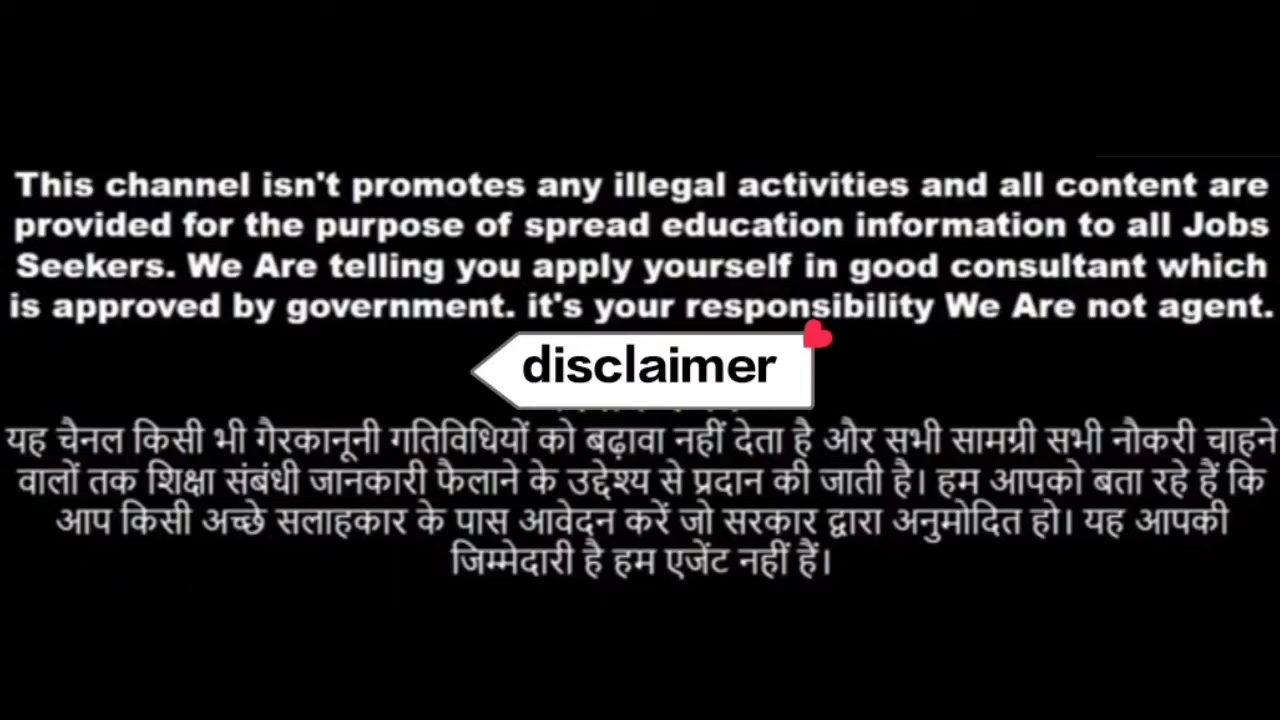 This channel isn't promotes any illegal activities and all content are
provided for the purpose of spread education information to all Jobs
Seekers. We Are telling you apply yourself in good consultant which
is approved by government. it's your responsibility We Are not agent.
disclaimer
यह चैनल किसी भी गैरकानूनी गतिविधियों को बढ़ावा नहीं देता है और सभी सामग्री सभी नौकरी चाहने
वालों तक शिक्षा संबंधी जानकारी फैलाने के उद्देश्य से प्रदान की जाती है। हम आपको बता रहे हैं कि
आप किसी अच्छे सलाहकार के पास आवेदन करें जो सरकार द्वारा अनुमोदित हो। यह आपकी
जिम्मेदारी है हम एजेंट नहीं हैं।